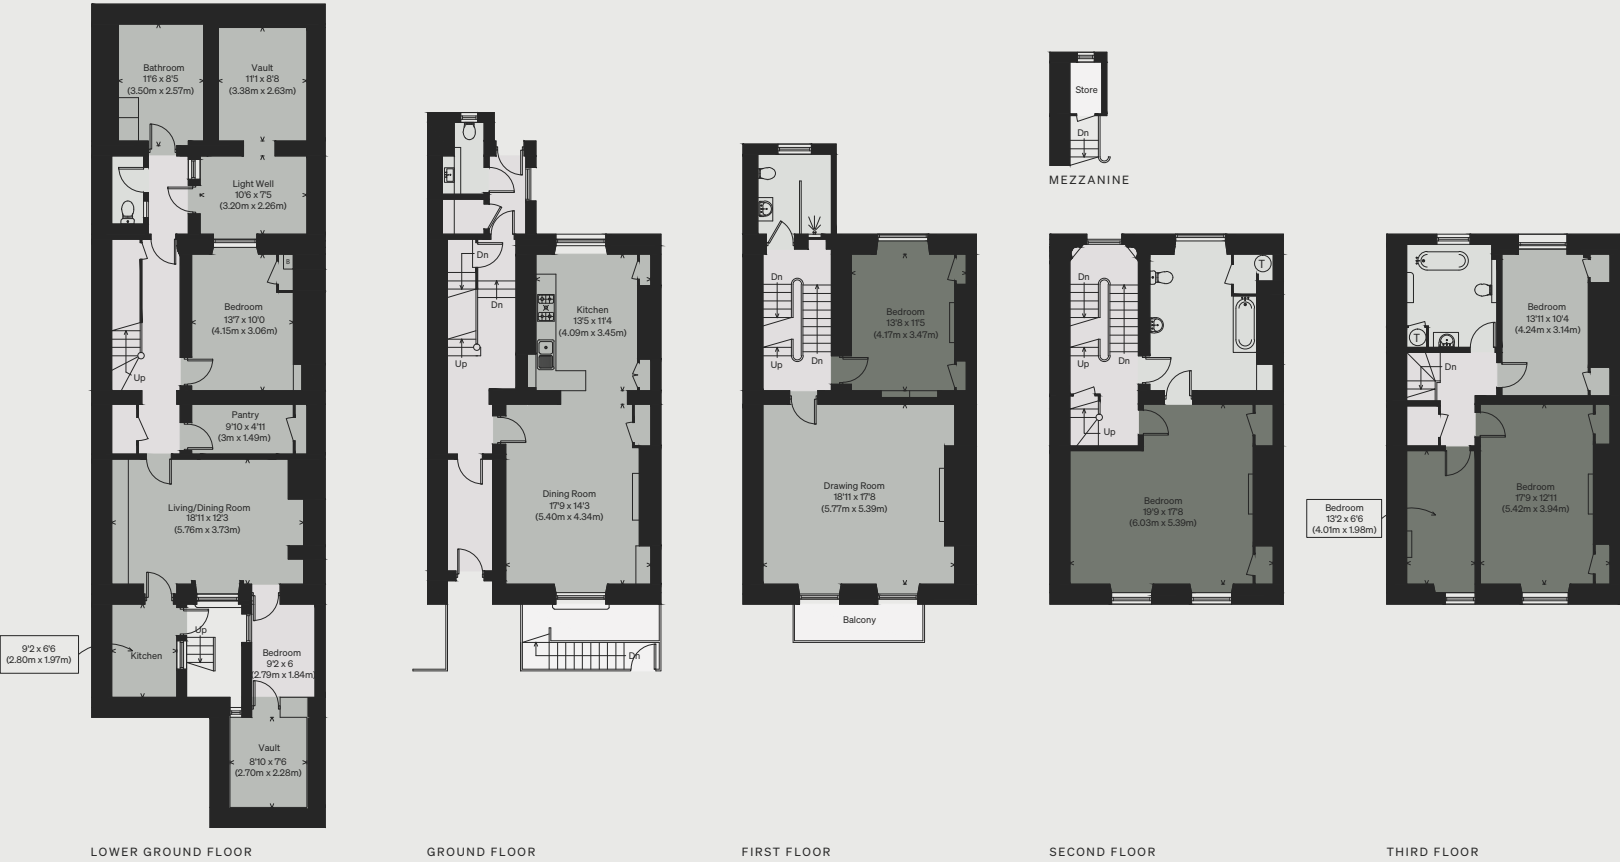 Bathroom
11'6 x 8'5
(3.50m x 2.57m)
Vault
11'1 x 8'8
(3.38m x 2.63m)
Light Well
10'6 x 7'5
(3.20m x 2.26m)
B
Bedroom
13'7 x 10'0
(4.15m x 3.06m)
Up
Pantry
9'10 x 4'11
(3m x 1.49m)
Living/Dining Room
18'11 x 12'3
(5.76m x 3.73m)
Up
9'2 x 6'6
(2.80m x 1.97m)
Kitchen
Bedroom
9'2 x 6
(2.79m x 1.84m)
Vault
8'10 x 7'6
(2.70m x 2.28m)
LOWER GROUND FLOOR
Dn
Dn
Up
Kitchen
13'5 x 11'4
(4.09m x 3.45m)
Dining Room
17'9 x 14'3
(5.40m x 4.34m)
Dn
GROUND FLOOR
Dn
Up
Dn
Bedroom
13'8 x 11'5
(4.17m x 3.47m)
Drawing Room
18'11 x 17'8
(5.77m x 5.39m)
Balcony
FIRST FLOOR
Store
Dn
MEZZANINE
T
Dn
Up
Dn
Up
Bedroom
19'9 x 17'8
(6.03m x 5.39m)
SECOND FLOOR
T
Dn
Bedroom
13'11 x 10'4
(4.24m x 3.14m)
Bedroom
13'2 x 6'6
(4.01m x 1.98m)
Bedroom
17'9 x 12'11
(5.42m x 3.94m)
THIRD FLOOR